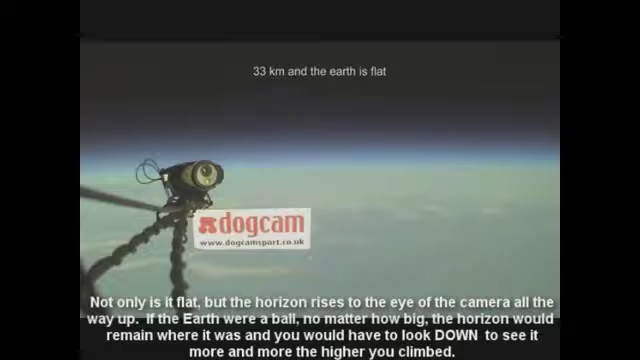 33 km and the earth is flat
dogcam
www.dogcamsport.co.uk
Not only is it flat, but the horizon rises to the eye of the camera all the
way up. If the Earth were a ball, no matter how big, the horizon would
remain where it was and you would have to look DOWN to see it
more and more the higher you climbed.